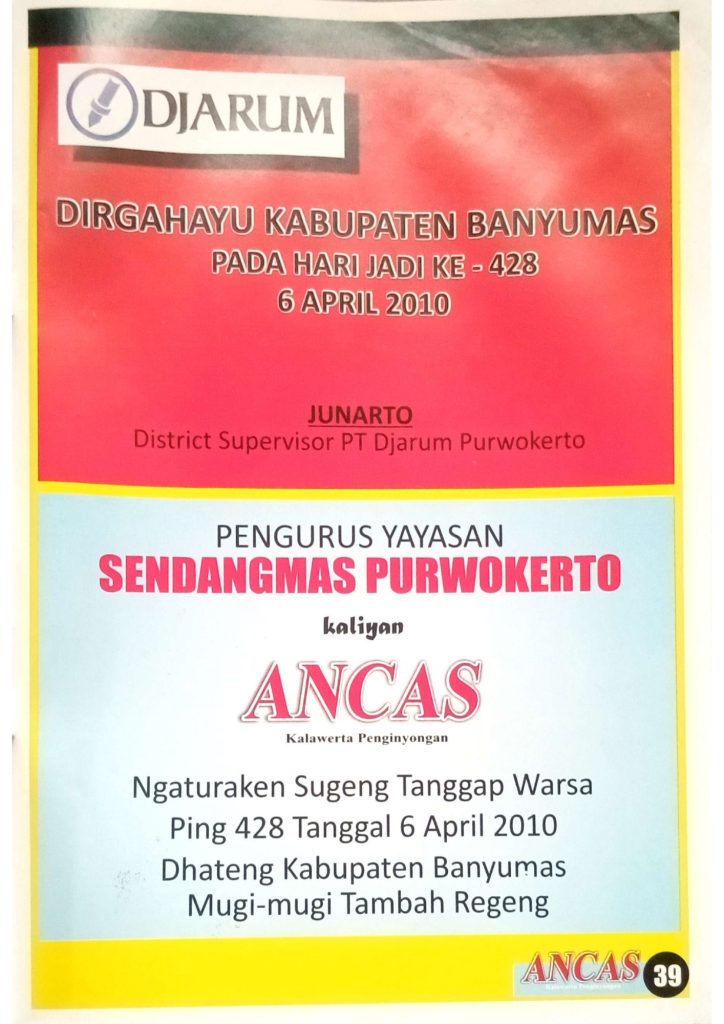 DJARUM
DIRGAHAYU KABUPATEN BANYUMAS
PADA HARI JADI KE - 428
6 APRIL 2010
JUNARTO
District Supervisor PT Djarum Purwokerto
PENGURUS YAYASAN
SENDANGMAS PURWOKERTO
kaliyan
ANCAS
Kalawerta Penginyongan
Ngaturaken Sugeng Tanggap Warsa
Ping 428 Tanggal 6 April 2010
Dhateng Kabupaten Banyumas
Mugi-mugi Tambah Regeng
ANCAS
Kalawerta Penginyongan
39